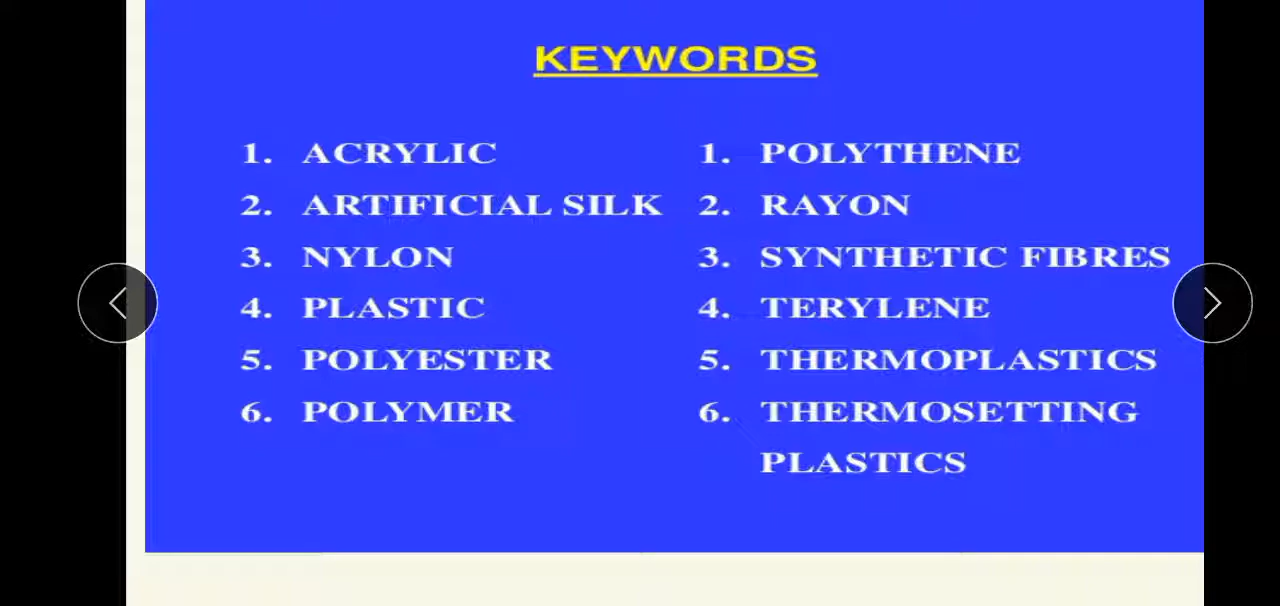 KEYWORDS
1. ACRYLIC
2. ARTIFICIAL SILK
3. NYLON
4. PLASTIC
5. POLYESTER
6. POLYMER
1. POLYTHENE
2. RAYON
3. SYNTHETIC FIBRES
4. TERYLENE
5. THERMOPLASTICS
6. THERMOSETTING
PLASTICS